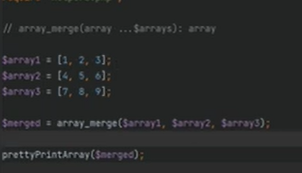 // array_merge(array ...$arrays): array
$array1 = [1, 2, 3];
$array2 = [4, 5, 6];
$array3 = [7, 8, 9];
$merged = array_merge($array1, $array2, $array3);
prettyPrintArray($merged);